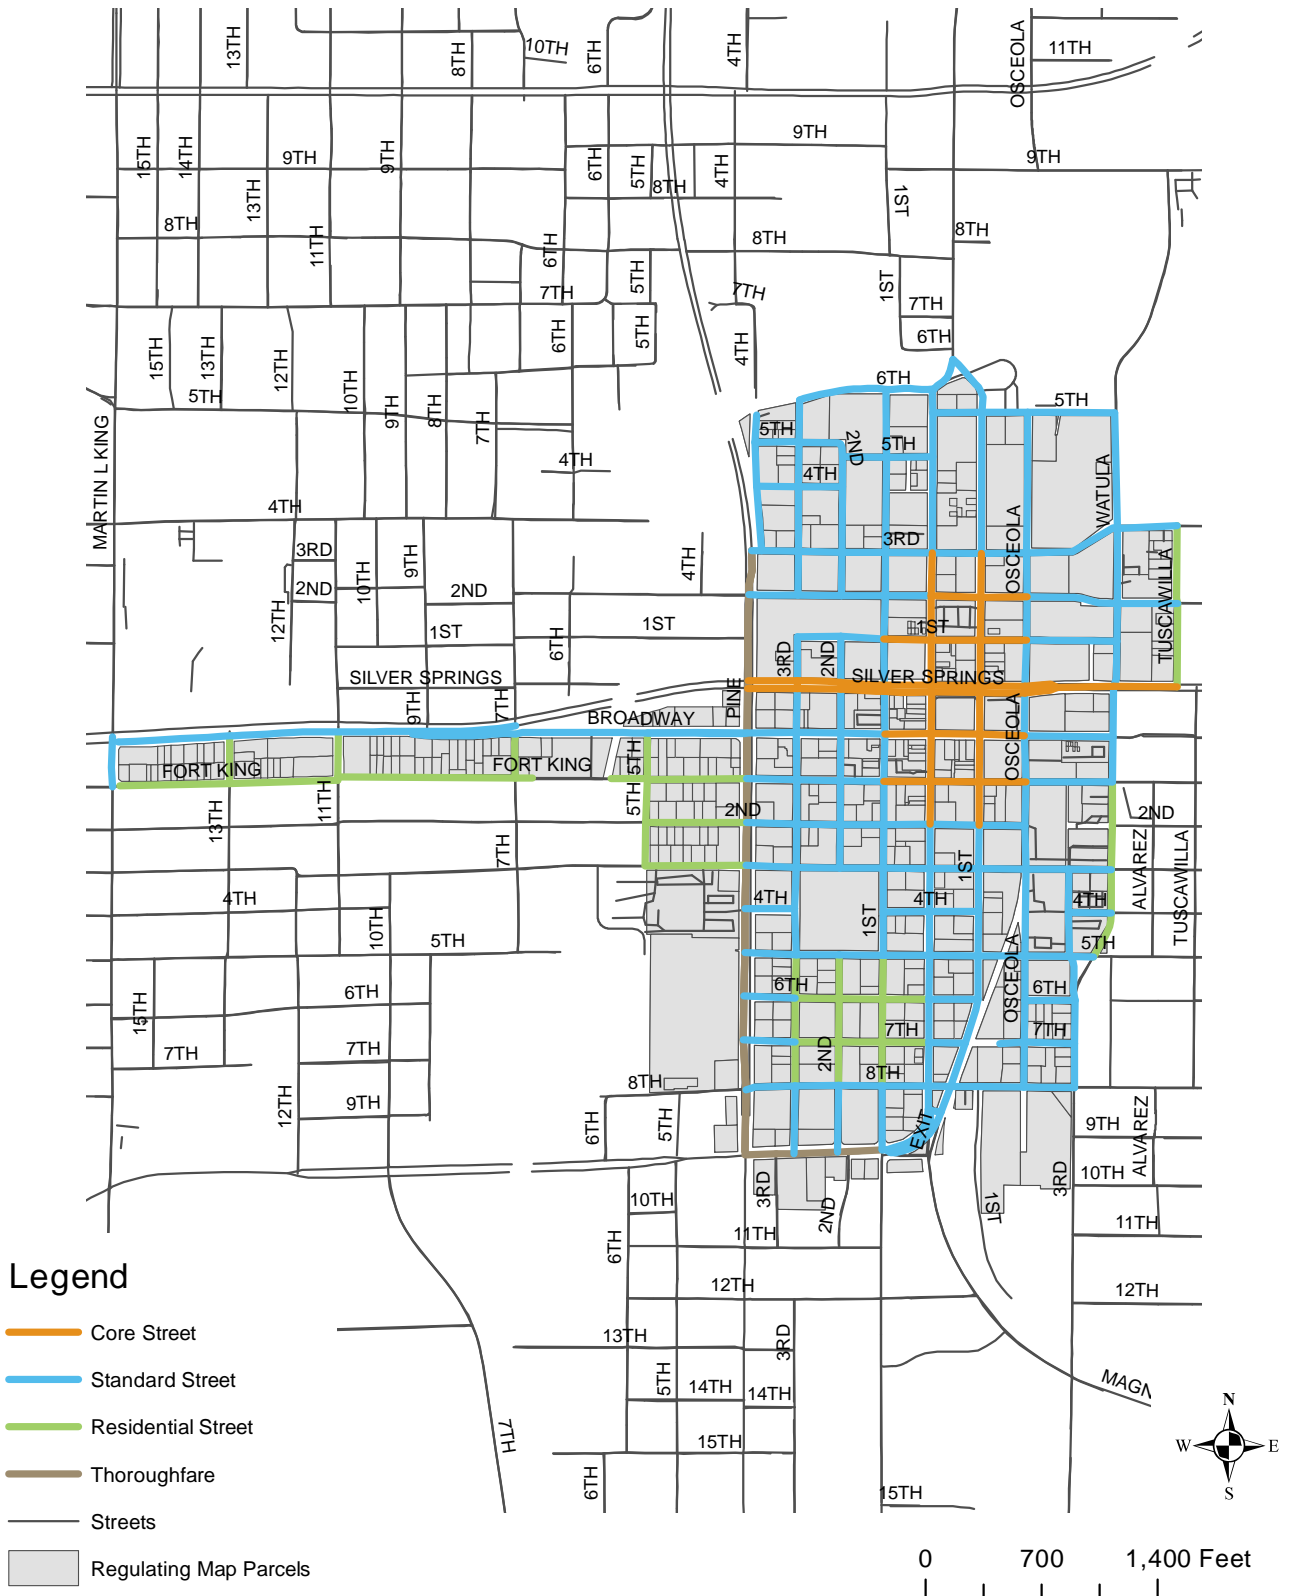 13TH
8TH
10TH
6TH
4TH
OSCEOLA
11TH
15TH
14TH
9TH
9TH
6TH
5TH
8TH
4TH
9TH
9TH
13TH
1ST
8TH
11TH
6TH
8TH
8TH
5TH
7TH
7TH
1ST
7TH
6TH
15TH
13TH
12TH
10TH
6TH
5TH
4TH
5TH
9TH
8TH
7TH
6TH
5TH
MARTIN L KING
4TH
5TH
2ND
5TH
4TH
WATULA
4TH
3RD
3RD
2ND
10TH
9TH
2ND
4TH
OSCEOLA
TUSCAWILLA
12TH
1ST
6TH
1ST
1ST
3RD
2ND
SILVER SPRINGS
SILVER SPRINGS
9TH
7TH
BROADWAY
PINE
OSCEOLA
FORT KING
FORT KING
5TH
13TH
11TH
5TH
2ND
2ND
7TH
1ST
ALVAREZ
TUSCAWILLA
4TH
10TH
5TH
4TH
1ST
4TH
4TH
5TH
OSCEOLA
15TH
6TH
6TH
6TH
7TH
7TH
2ND
7TH
7TH
12TH
9TH
8TH
8TH
6TH
5TH
EXIT
9TH
ALVAREZ
10TH
3RD
2ND
1ST
3RD
10TH
11TH
6TH
11TH
12TH
12TH
13TH
3RD
5TH
14TH
14TH
MAGN
7TH
15TH
6TH
15TH
Legend
Core Street
Standard Street
Residential Street
Thoroughfare
Streets
Regulating Map Parcels
N
W
E
S
0 700 1,400 Feet